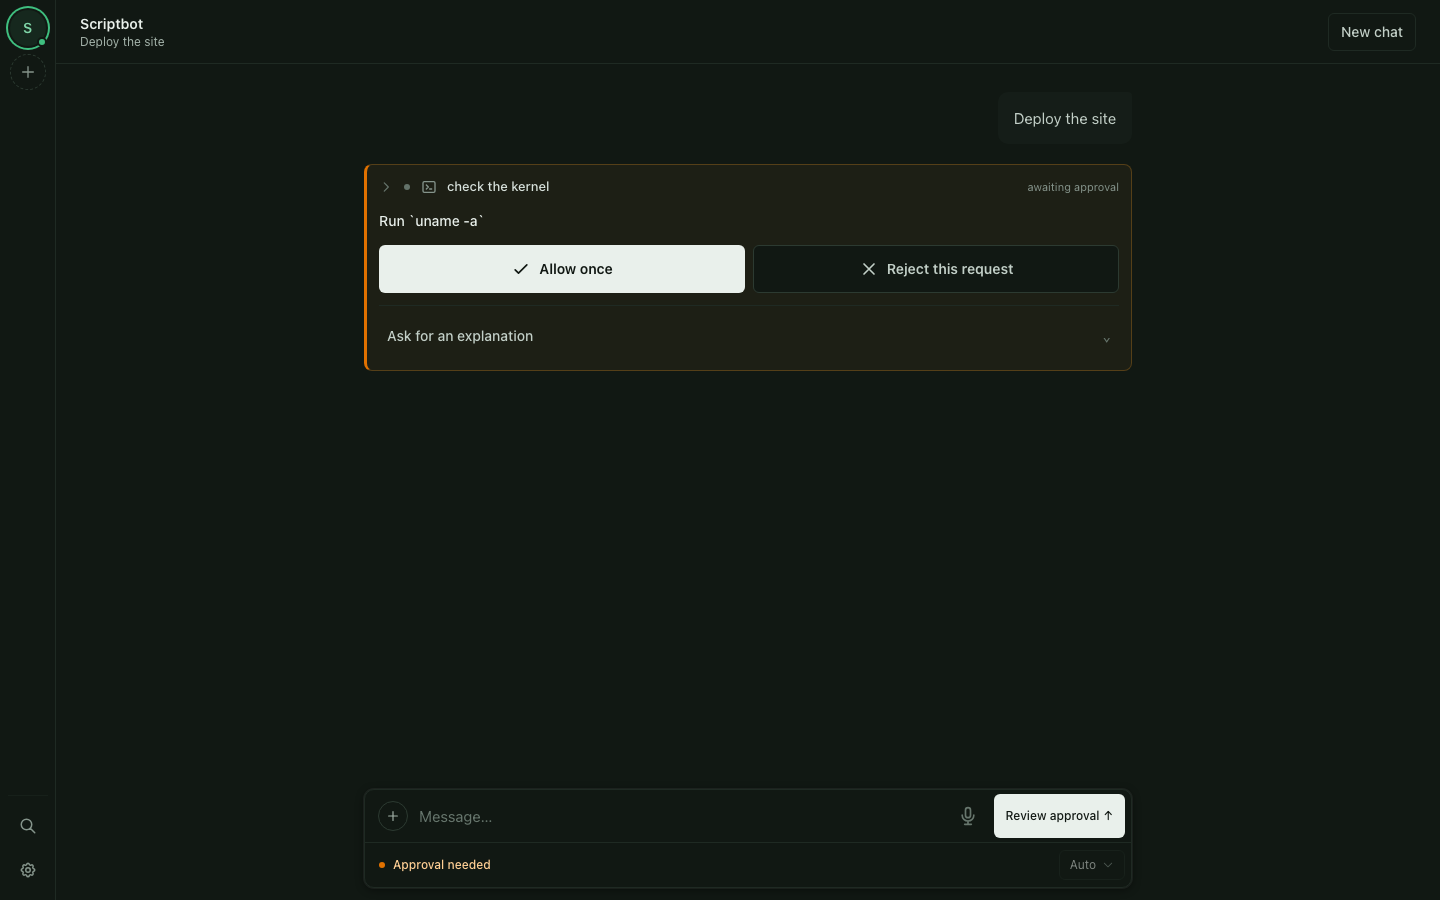 S
Scriptbot
Deploy the site
New chat
Deploy the site
check the kernel
awaiting approval
Run `uname -a`
Allow once
Reject this request
Ask for an explanation
Message...
Review approval ↑
Approval needed
Auto